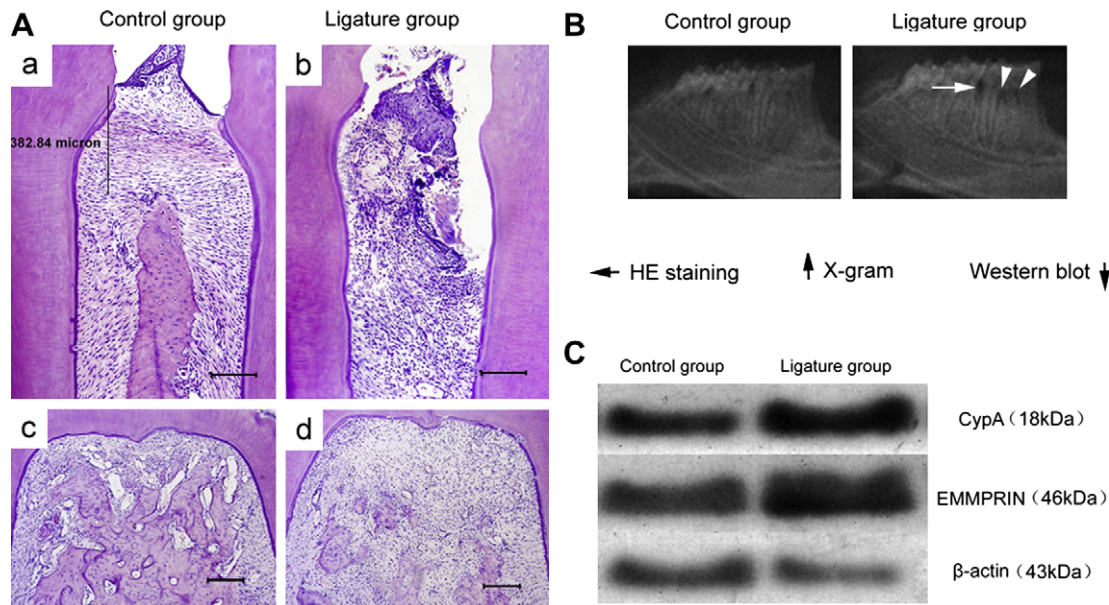 A
Control group
Ligature group
a
b
382.84 micron
c
d
B
Control group
Ligature group
HE staining
X-gram
Western blot
C
Control group
Ligature group
CypA（18kDa）
EMMPRIN（46kDa）
β-actin（43kDa）